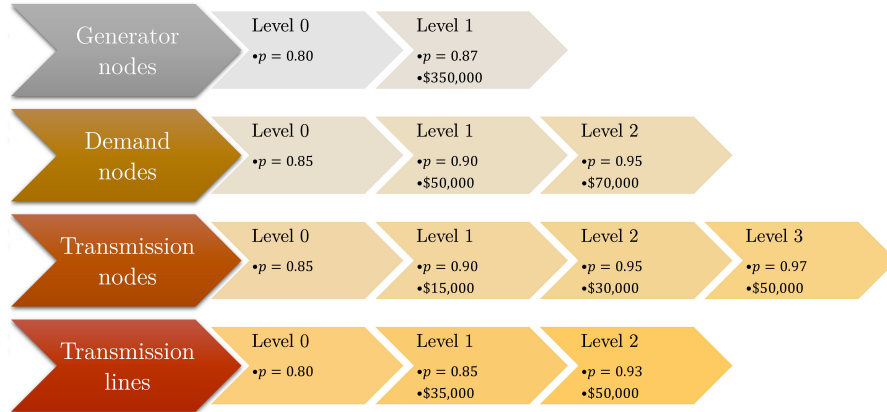 Generator
nodes
Level 0
•p = 0.80
Level 1
•p = 0.87
•$350,000
Demand
nodes
Level 0
•p = 0.85
Level 1
•p = 0.90
•$50,000
Level 2
•p = 0.95
•$70,000
Transmission
nodes
Level 0
•p = 0.85
Level 1
•p = 0.90
•$15,000
Level 2
•p = 0.95
•$30,000
Level 3
•p = 0.97
•$50,000
Transmission
lines
Level 0
•p = 0.80
Level 1
•p = 0.85
•$35,000
Level 2
•p = 0.93
•$50,000